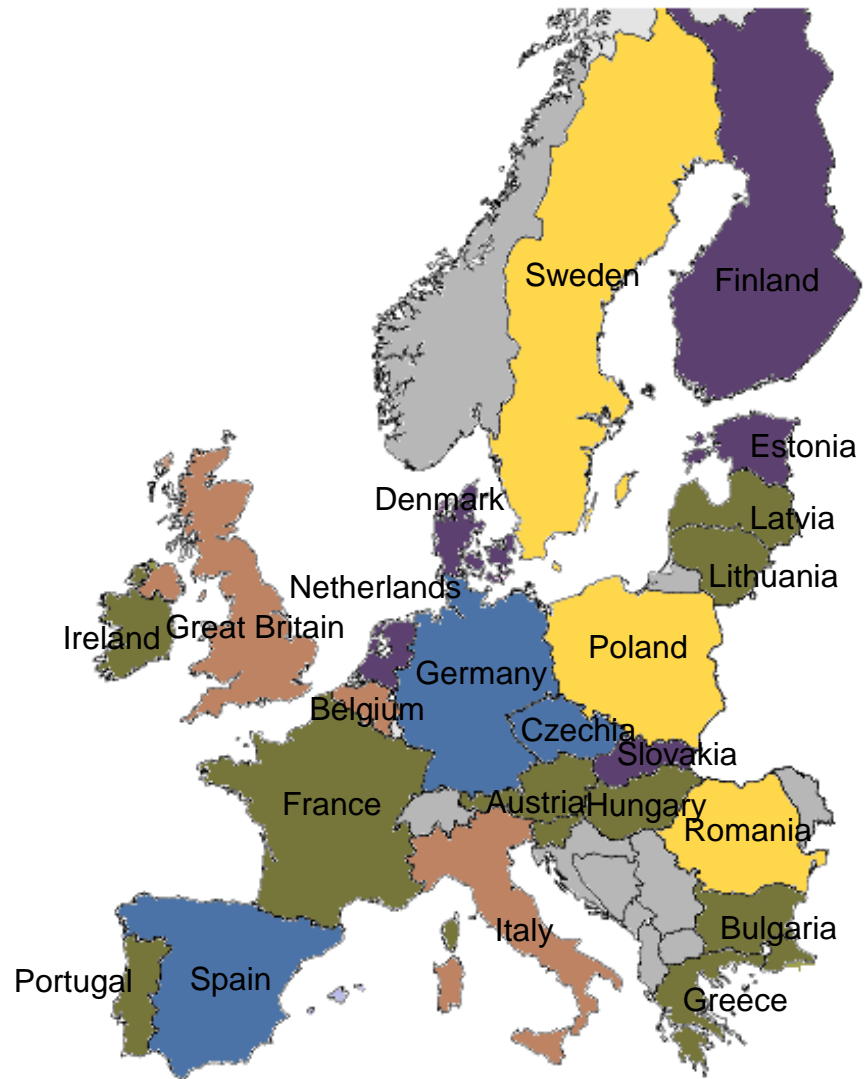 Sweden
Finland
Estonia
Denmark
Latvia
Lithuania
Netherlands
Ireland
Great Britain
Poland
Germany
Belgium
Czechia
Slovakia
France
Austria
Hungary
Romania
Italy
Bulgaria
Portugal
Spain
Greece